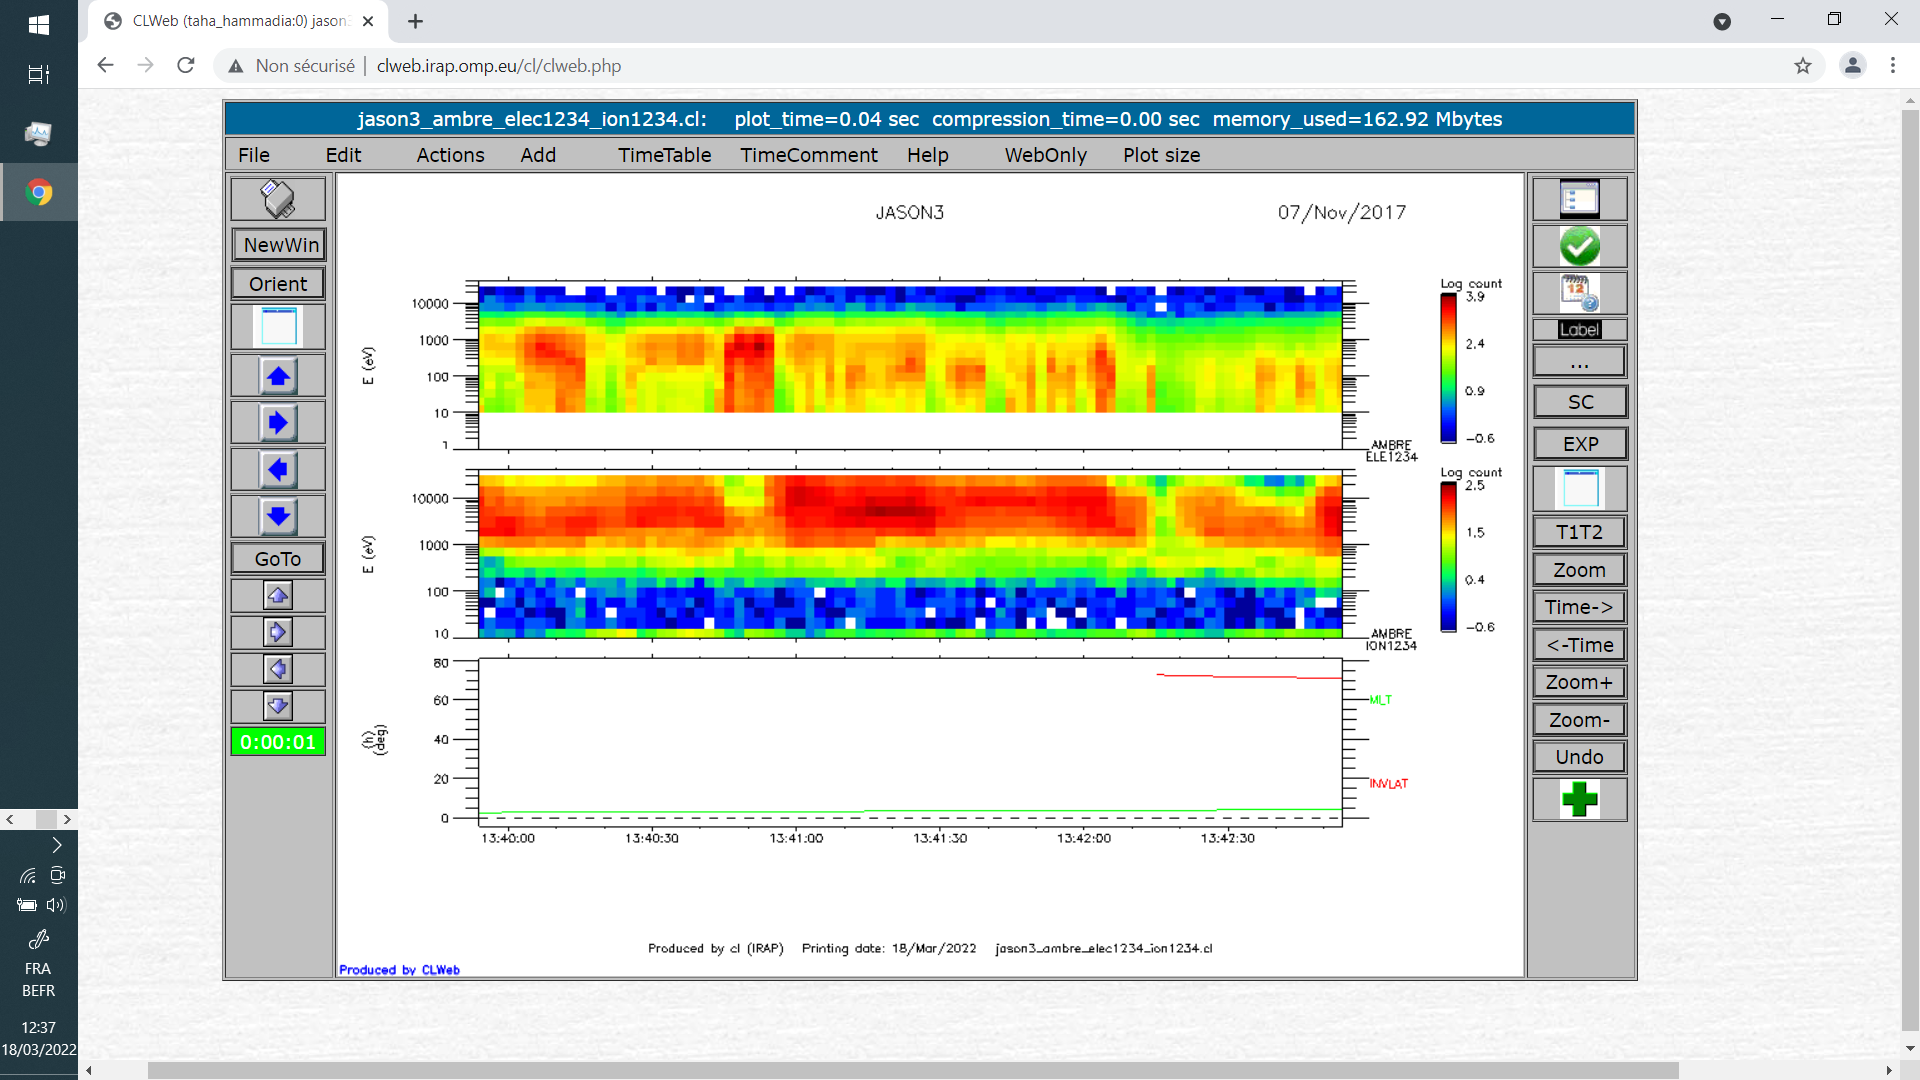 CLWeb (taha_hammadia:0) jason3
Non sécurisé | clweb.irap.omp.eu/cl/clweb.php
jason3_ambre_elec1234_ion1234.cl: plot_time=0.04 sec compression_time=0.00 sec memory_used=162.92 Mbytes
File Edit Actions Add TimeTable TimeComment Help WebOnly Plot size
NewWin
Orient
GoTo
0:00:01
JASON3 07/Nov/2017
Log count
3.9
2.4
0.9
-0.6
10000
1000
100
10
1
E (eV)
AMBRE
ELE1234
Log count
2.5
1.5
0.4
-0.6
10000
1000
100
10
E (eV)
AMBRE
ION1234
80
60
40
20
0
(h)
(deg)
MLT
INVLAT
13:40:00 13:40:30 13:41:00 13:41:30 13:42:00 13:42:30
Produced by cl (IRAP) Printing date: 18/Mar/2022 jason3_ambre_elec1234_ion1234.cl
Produced by CLWeb
12
Label
...
SC
EXP
T1T2
Zoom
Time->
<-Time
Zoom+
Zoom-
Undo
FRA
BEFR
12:37
18/03/2022